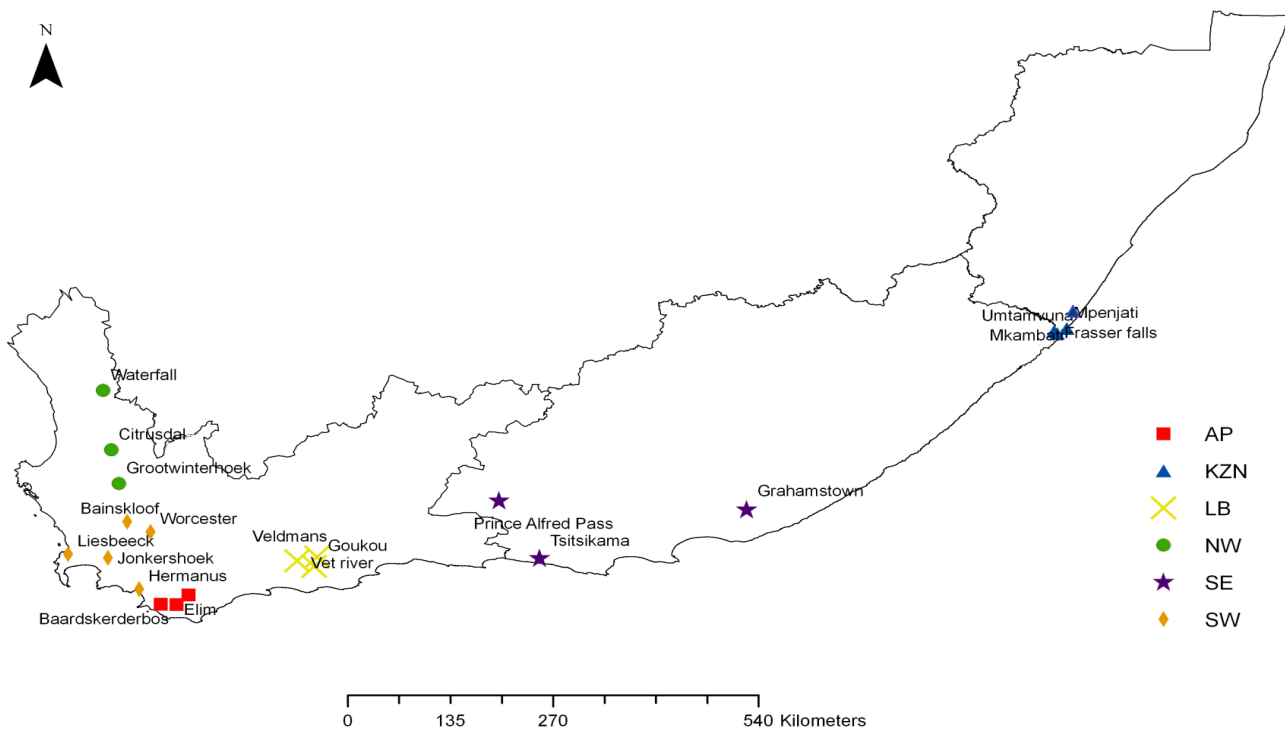 N
Umtamvuna Mpenjati
Mkambati Frasser falls
Waterfall
Citrusdal
Grootwinterhoek
Bainskloof
Worcester
Liesbeeck
Jonkershoek
Hermanus
Baardskerderbos
Elim
Veldmans
Goukou
Vet river
Prince Alfred Pass
Tsitsikama
Grahamstown
AP
KZN
LB
NW
SE
SW
0 135 270 540 Kilometers